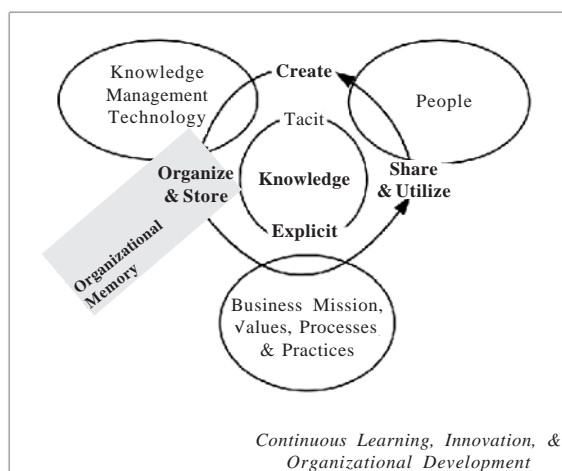 Knowledge
Management
Technology
Create
People
Tacit
Organize
& Store
Knowledge
Share
& Utilize
Explicit
Organizational
Memory
Business Mission,
√alues, Processes
& Practices
Continuous Learning, Innovation, &
Organizational Development